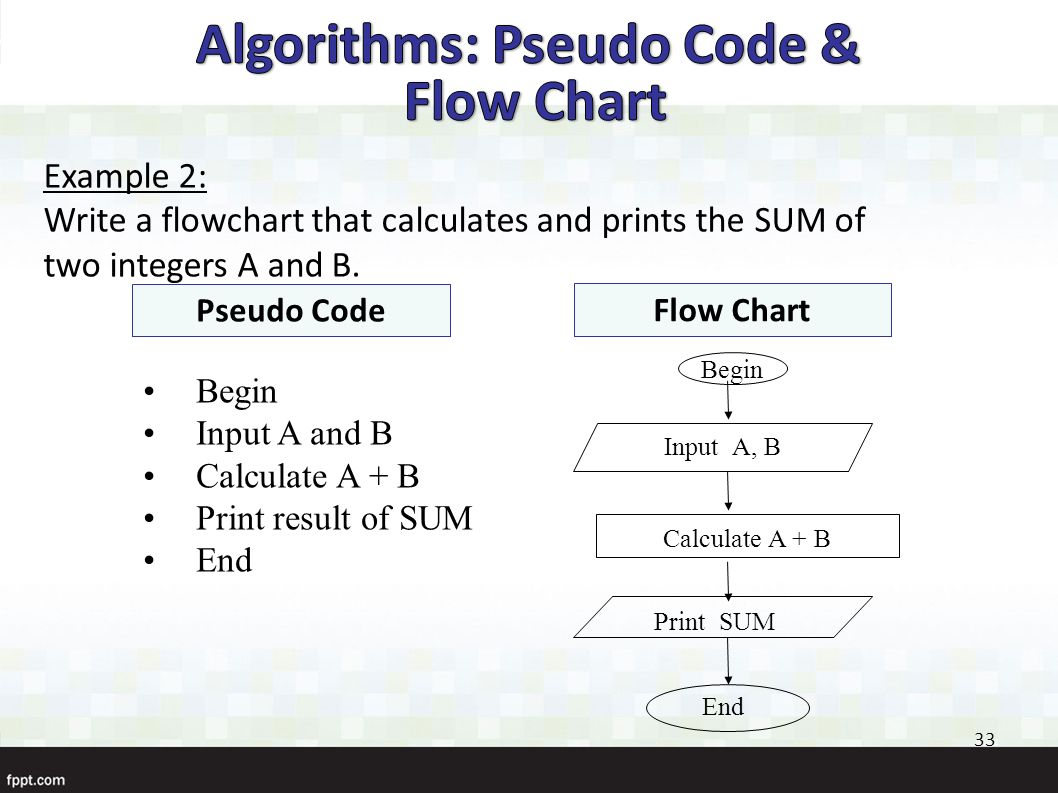 Algorithms: Pseudo Code &
Flow Chart
Example 2:
Write a flowchart that calculates and prints the SUM of
two integers A and B.
Pseudo Code
• Begin
• Input A and B
• Calculate A + B
• Print result of SUM
• End
Flow Chart
Begin
Input A, B
Calculate A + B
Print SUM
End
33
fppt.com